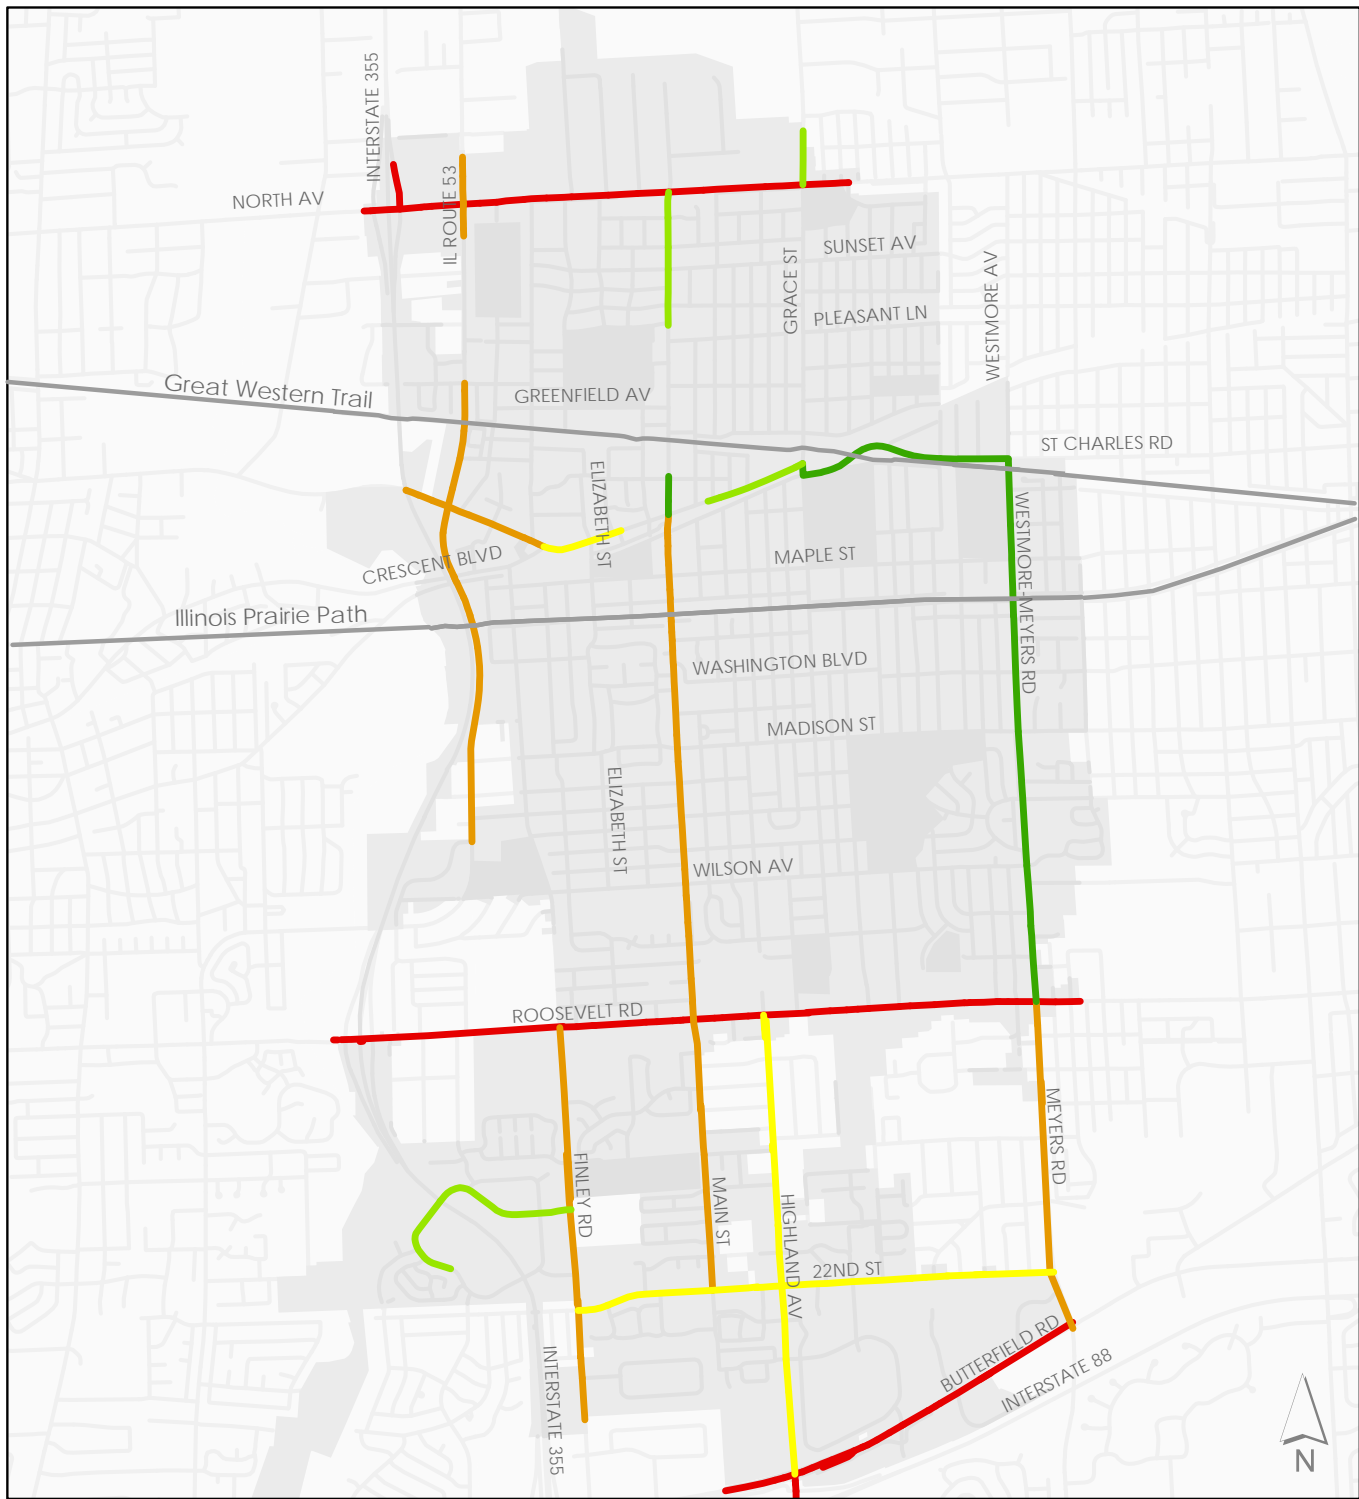 INTERSTATE 355
IL ROUTE 53
NORTH AV
SUNSET AV
GRACE ST
WESTMORE AV
PLEASANT LN
Great Western Trail
GREENFIELD AV
ST CHARLES RD
ELIZABETH ST
WESTMORE-MEYERS RD
CRESCENT BLVD
MAPLE ST
Illinois Prairie Path
WASHINGTON BLVD
MADISON ST
ELIZABETH ST
WILSON AV
ROOSEVELT RD
MEYERS RD
FINLEY RD
MAIN ST
HIGHLAND AV
22ND ST
BUTTERFIELD RD
INTERSTATE 88
INTERSTATE 355
N